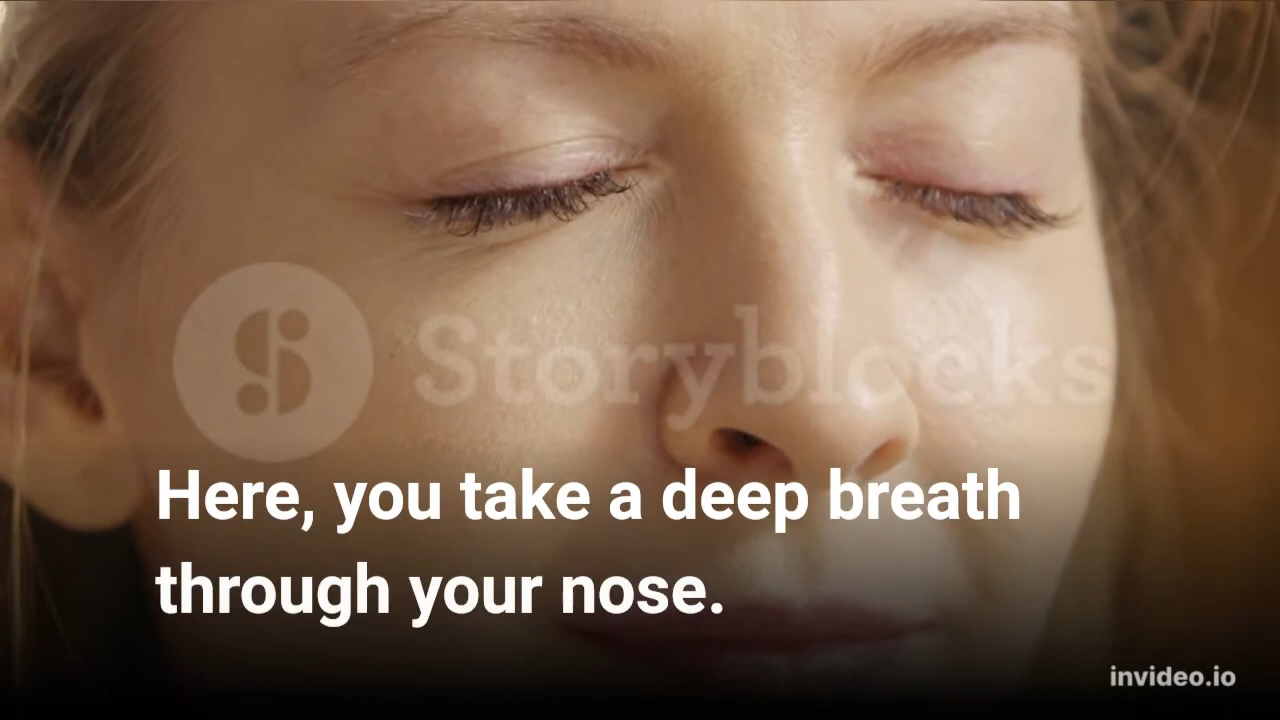 Storyblocks
Here, you take a deep breath
through your nose.
invideo.io